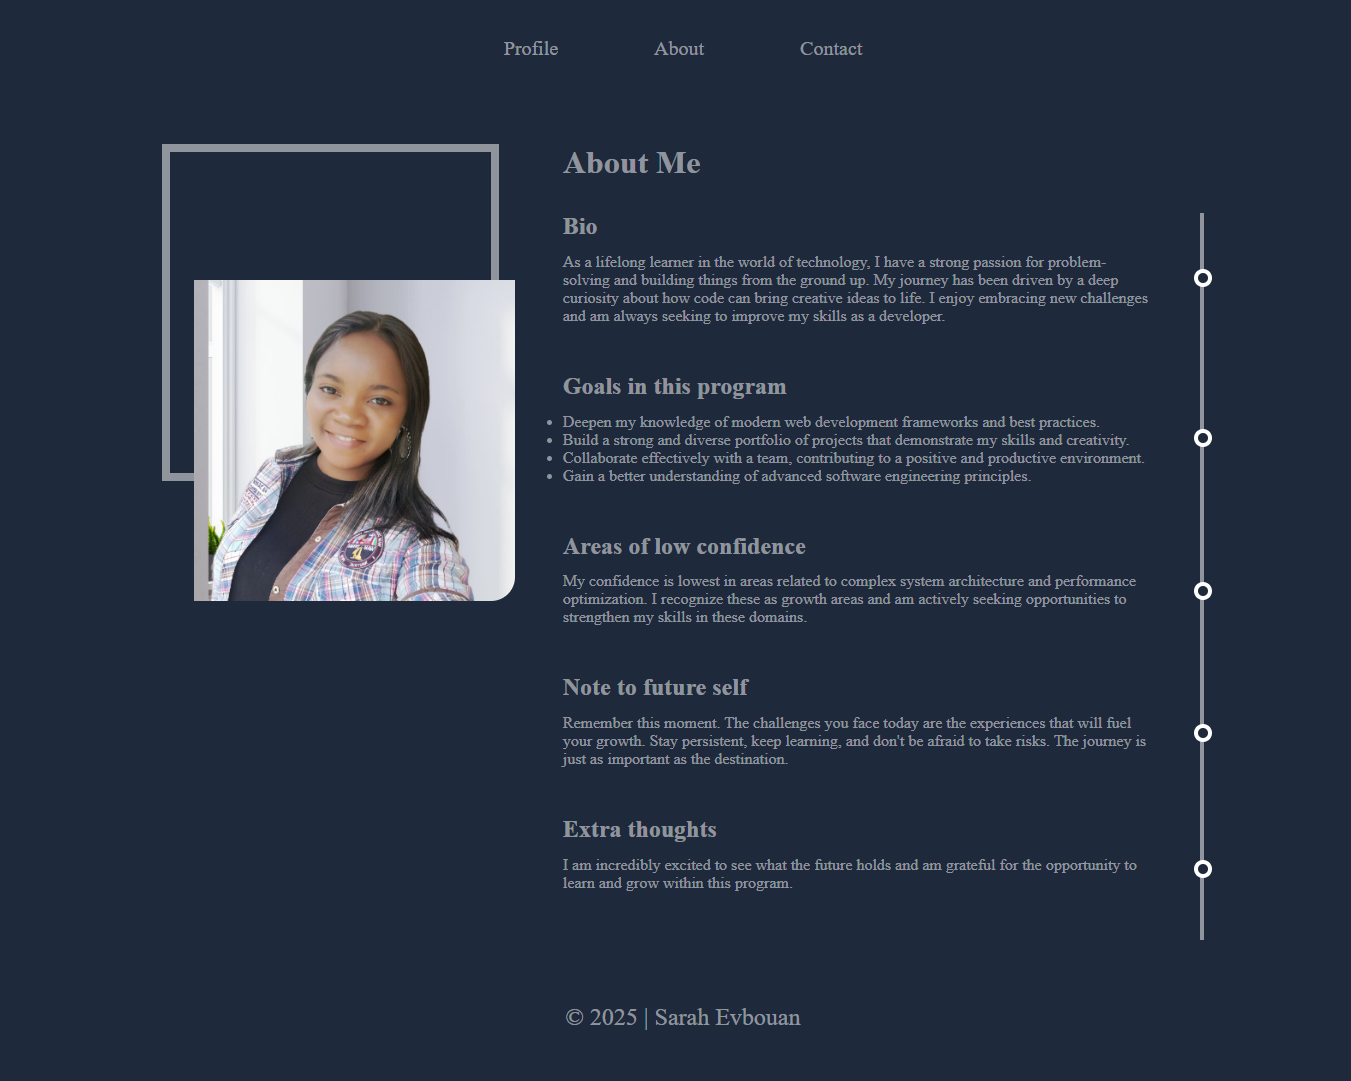 Profile About Contact
About Me
Bio
As a lifelong learner in the world of technology, I have a strong passion for problem-
solving and building things from the ground up. My journey has been driven by a deep
curiosity about how code can bring creative ideas to life. I enjoy embracing new challenges
and am always seeking to improve my skills as a developer.
Goals in this program
• Deepen my knowledge of modern web development frameworks and best practices.
• Build a strong and diverse portfolio of projects that demonstrate my skills and creativity.
• Collaborate effectively with a team, contributing to a positive and productive environment.
• Gain a better understanding of advanced software engineering principles.
Areas of low confidence
My confidence is lowest in areas related to complex system architecture and performance
optimization. I recognize these as growth areas and am actively seeking opportunities to
strengthen my skills in these domains.
Note to future self
Remember this moment. The challenges you face today are the experiences that will fuel
your growth. Stay persistent, keep learning, and don't be afraid to take risks. The journey is
just as important as the destination.
Extra thoughts
I am incredibly excited to see what the future holds and am grateful for the opportunity to
learn and grow within this program.
© 2025 | Sarah Evbouan